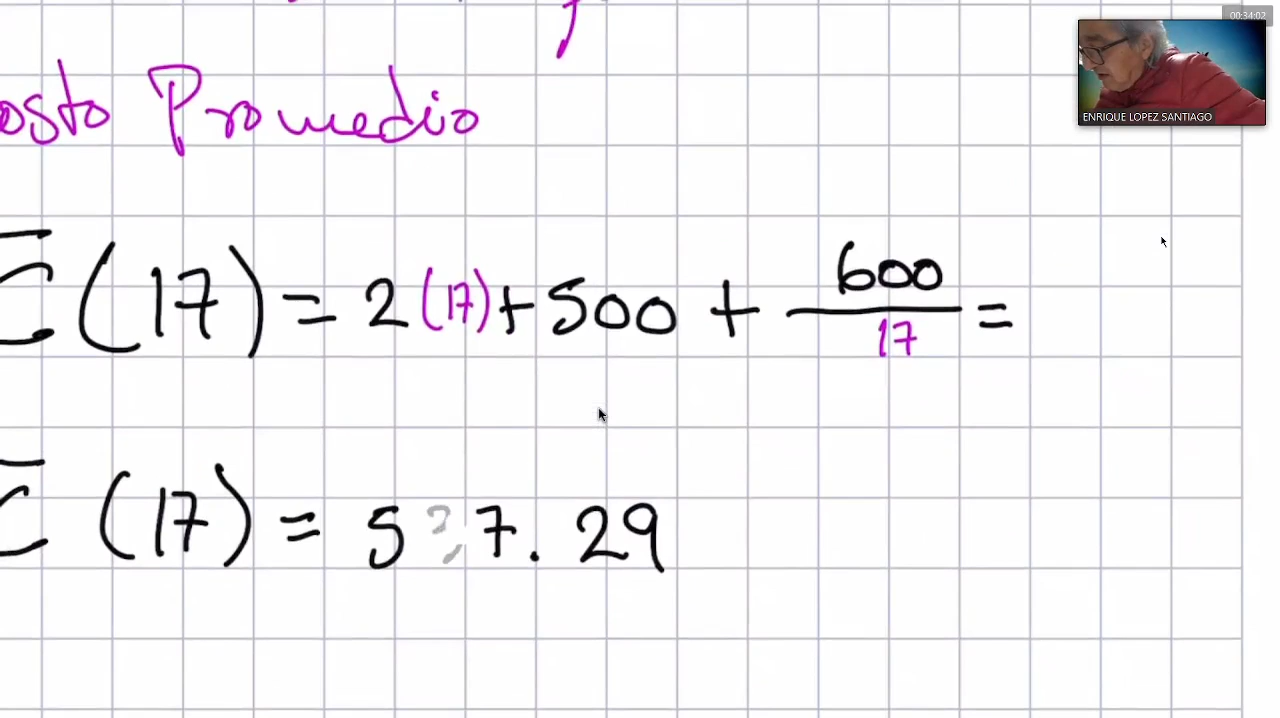 00:34:02
ENRIQUE LOPEZ SANTIAGO
osto Promedio
C̅(17) = 2(17) + 500 + 600/17 =
C̅(17) = 5 7.29